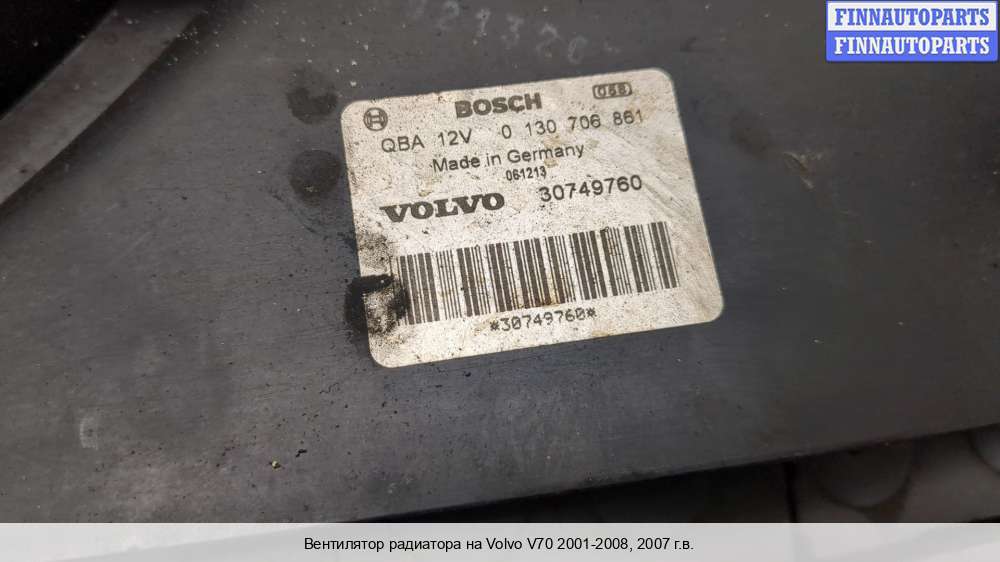 FINNAUTOPARTS
FINNAUTOPARTS
BOSCH 058
QBA 12V 0 130 706 861
Made in Germany
061213
VOLVO 30749760
*30749760*
Вентилятор радиатора на Volvo V70 2001-2008, 2007 г.в.